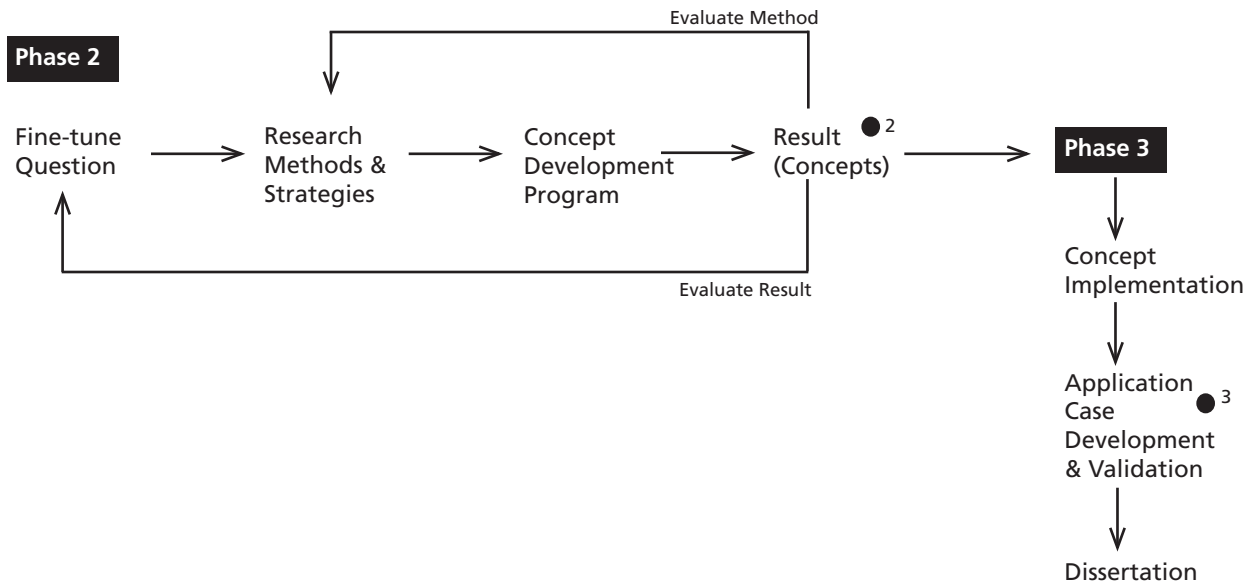 Evaluate Method
Phase 2
Fine-tune
Question
Research
Methods &
Strategies
Concept
Development
Program
Result
(Concepts)
2
Phase 3
Evaluate Result
Concept
Implementation
Application
Case
Development
& Validation
3
Dissertation